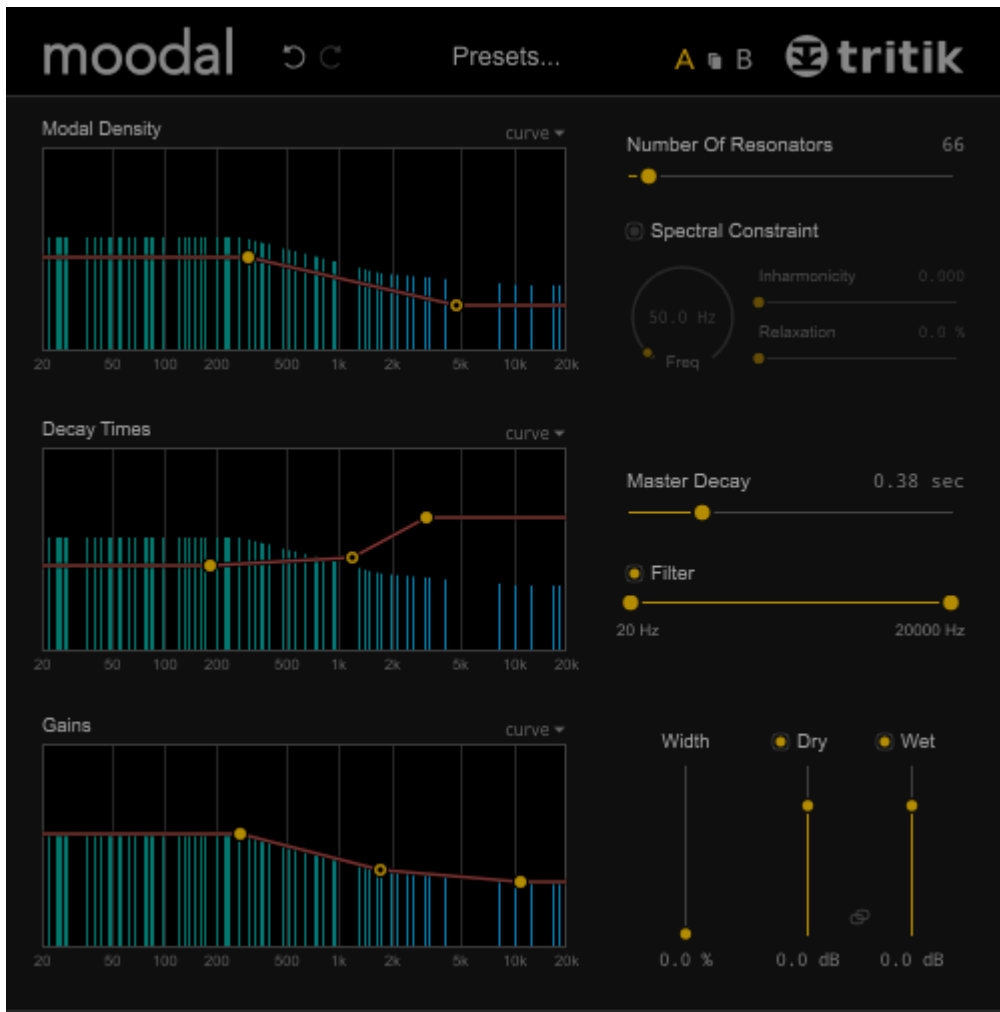 moodal Presets... A B tritik
Modal Density curve
20 50 100 200 500 1k 2k 5k 10k 20k
Number Of Resonators 66
Spectral Constraint
50.0 Hz
Freq
Inharmonicity 0.000
Relaxation 0.0 %
Decay Times curve
20 50 100 200 500 1k 2k 5k 10k 20k
Master Decay 0.38 sec
Filter
20 Hz 20000 Hz
Gains curve
20 50 100 200 500 1k 2k 5k 10k 20k
Width Dry Wet
0.0 % 0.0 dB 0.0 dB